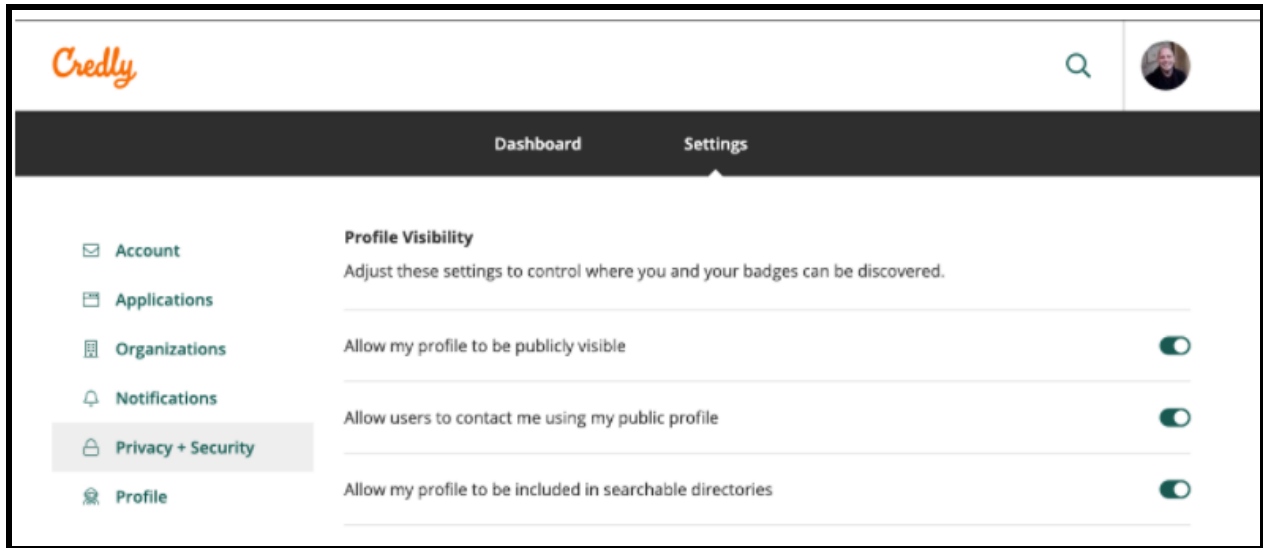 Credly
Dashboard Settings
Account
Applications
Organizations
Notifications
Privacy + Security
Profile
Profile Visibility
Adjust these settings to control where you and your badges can be discovered.
Allow my profile to be publicly visible
Allow users to contact me using my public profile
Allow my profile to be included in searchable directories